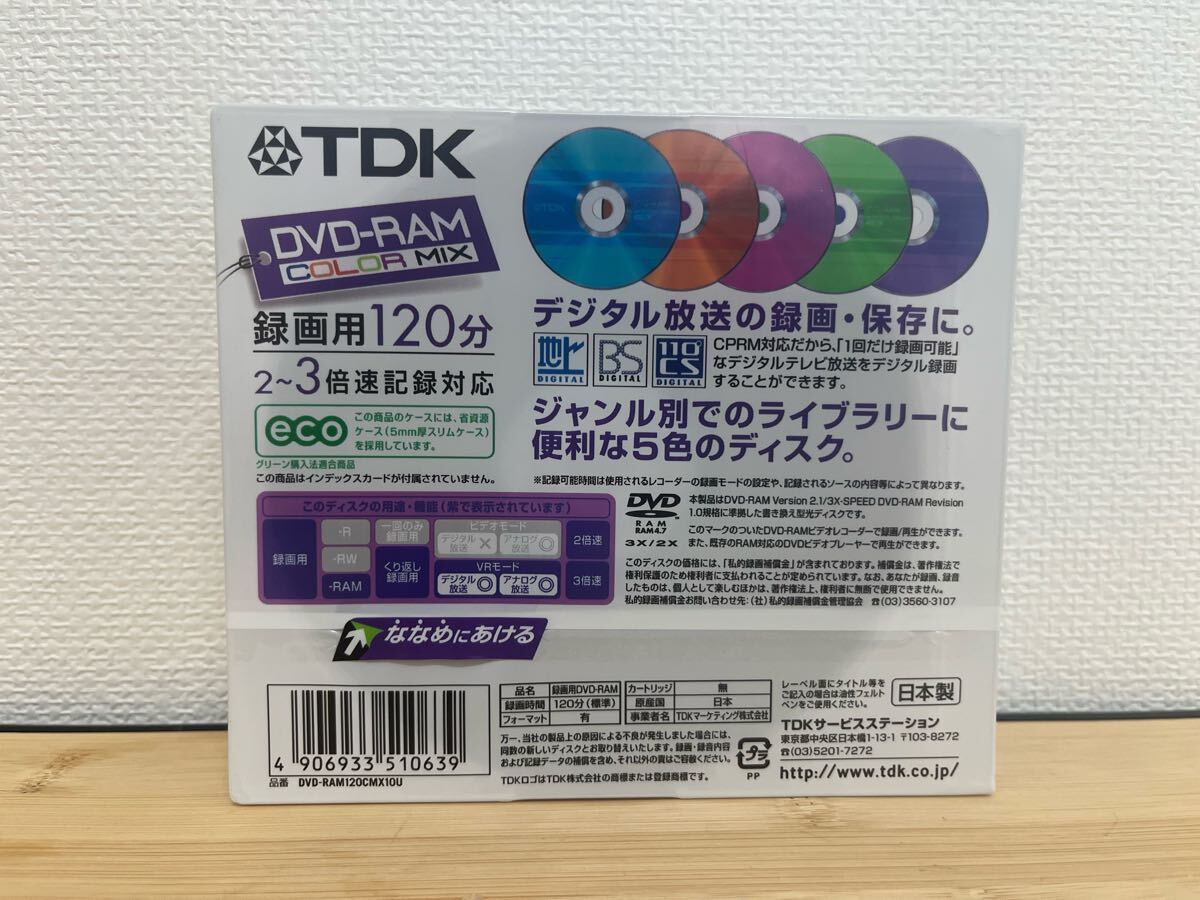 TDK
DVD-RAM
COLOR MIX
録画用120分
2~3倍速記録対応
eco
この商品のケースには、省資源
ケース(5mm厚スリムケース)
を採用しています。
グリーン購入法適合商品
この商品はインデックスカードが付属されていません。
TDK
デジタル放送の録画・保存に。
地上
DIGITAL
BS
DIGITAL
110°
CS
DIGITAL
CPRM対応だから、「1回だけ録画可能」
なデジタルテレビ放送をデジタル録画
することができます。
ジャンル別でのライブラリーに
便利な5色のディスク。
※記録可能時間は使用されるレコーダーの録画モードの設定や、記録されるソースの内容等によって異なります。
このディスクの用途・機能(紫で表示されています)
録画用
-R
-RW
-RAM
一回のみ
録画用
くり返し
録画用
ビデオモード
デジタル
放送 ×
アナログ
放送 ◎
VRモード
デジタル
放送 ◎
アナログ
放送 ◎
2倍速
3倍速
DVD
RAM
RAM4.7
3X/2X
本製品はDVD-RAM Version 2.1/3X-SPEED DVD-RAM Revision
1.0規格に準拠した書き換え型光ディスクです。
このマークのついたDVD-RAMビデオレコーダーで録画/再生ができます。
また、既存のRAM対応のDVDビデオプレーヤーで再生ができます。
このディスクの価格には、「私的録画補償金」が含まれております。補償金は、著作権法で
権利保護のため権利者に支払われることが定められています。なお、あなたが録画、録音
したものは、個人として楽しむほかは、著作権法上、権利者に無断で使用できません。
私的録画補償金お問い合わせ先:(社)私的録画補償金管理協会 ☎(03)3560-3107
ななめにあける
4 906933 510639
品番 DVD-RAM120CMX10U
品名 録画用DVD-RAM
録画時間 120分(標準)
フォーマット 有
カートリッジ 無
原産国 日本
事業者名 TDKマーケティング株式会社
万一、当社の製品上の原因による不良が発生しました場合には、
同数の新しいディスクとお取り替えいたします。録画・録音内容
および記録データの補償を含め、それ以外の責はご容赦ください。
TDKロゴはTDK株式会社の商標または登録商標です。
PP
レーベル面にタイトル等を
ご記入の場合は油性フェルト
ペンをご使用ください。
日本製
TDKサービスステーション
東京都中央区日本橋1-13-1 〒103-8272
☎(03)5201-7272
http://www.tdk.co.jp/